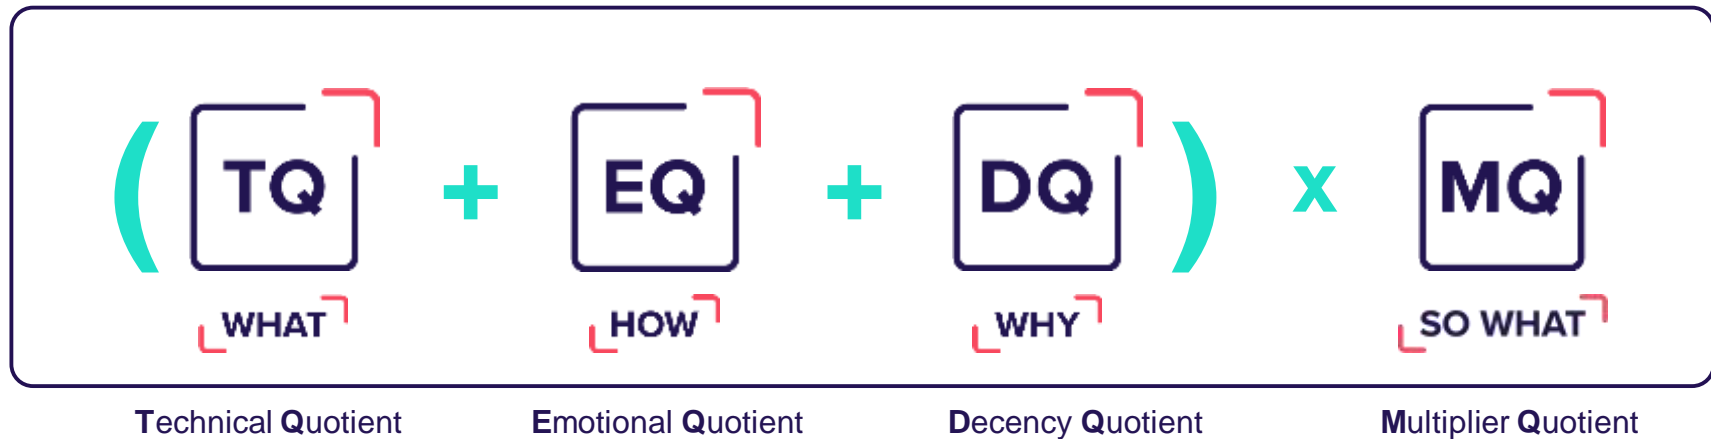 ( TQ + EQ + DQ ) x MQ
WHAT HOW WHY SO WHAT
Technical Quotient Emotional Quotient Decency Quotient Multiplier Quotient